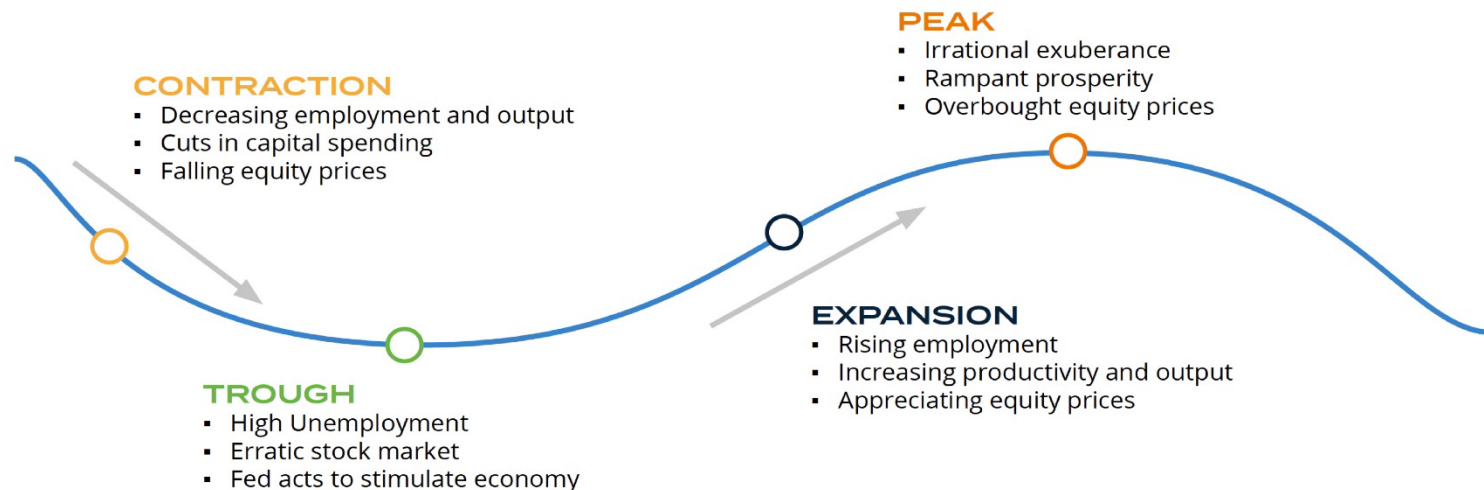 CONTRACTION
▪ Decreasing employment and output
▪ Cuts in capital spending
▪ Falling equity prices
TROUGH
▪ High Unemployment
▪ Erratic stock market
▪ Fed acts to stimulate economy
EXPANSION
▪ Rising employment
▪ Increasing productivity and output
▪ Appreciating equity prices
PEAK
▪ Irrational exuberance
▪ Rampant prosperity
▪ Overbought equity prices